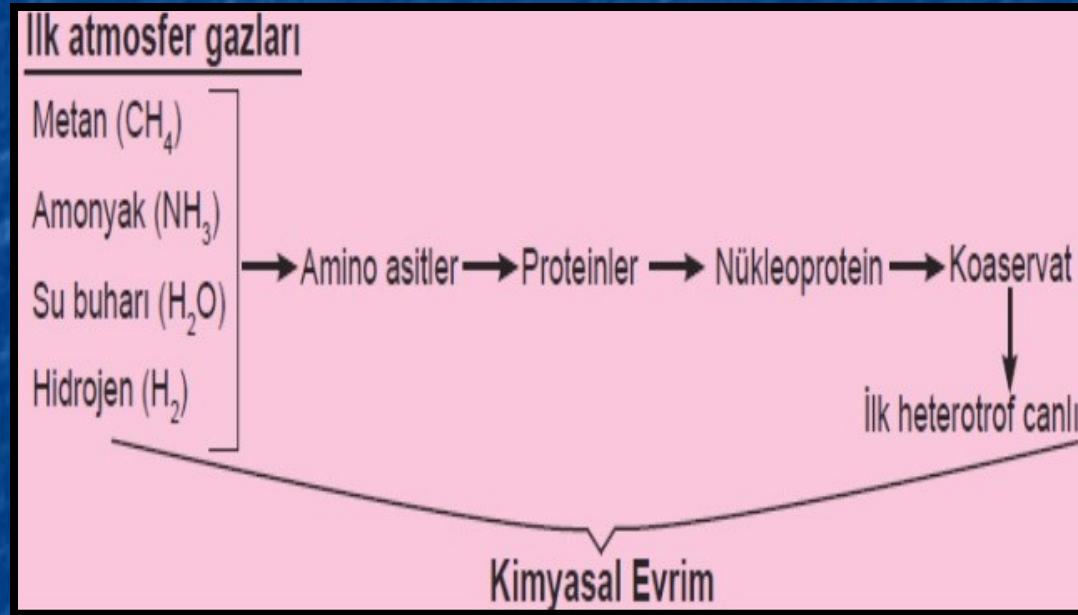 İlk atmosfer gazları
Metan (CH₄)
Amonyak (NH₃)
Su buharı (H₂O)
Hidrojen (H₂)
Amino asitler → Proteinler → Nükleoprotein → Koaservat
İlk heterotrof canlı
Kimyasal Evrim